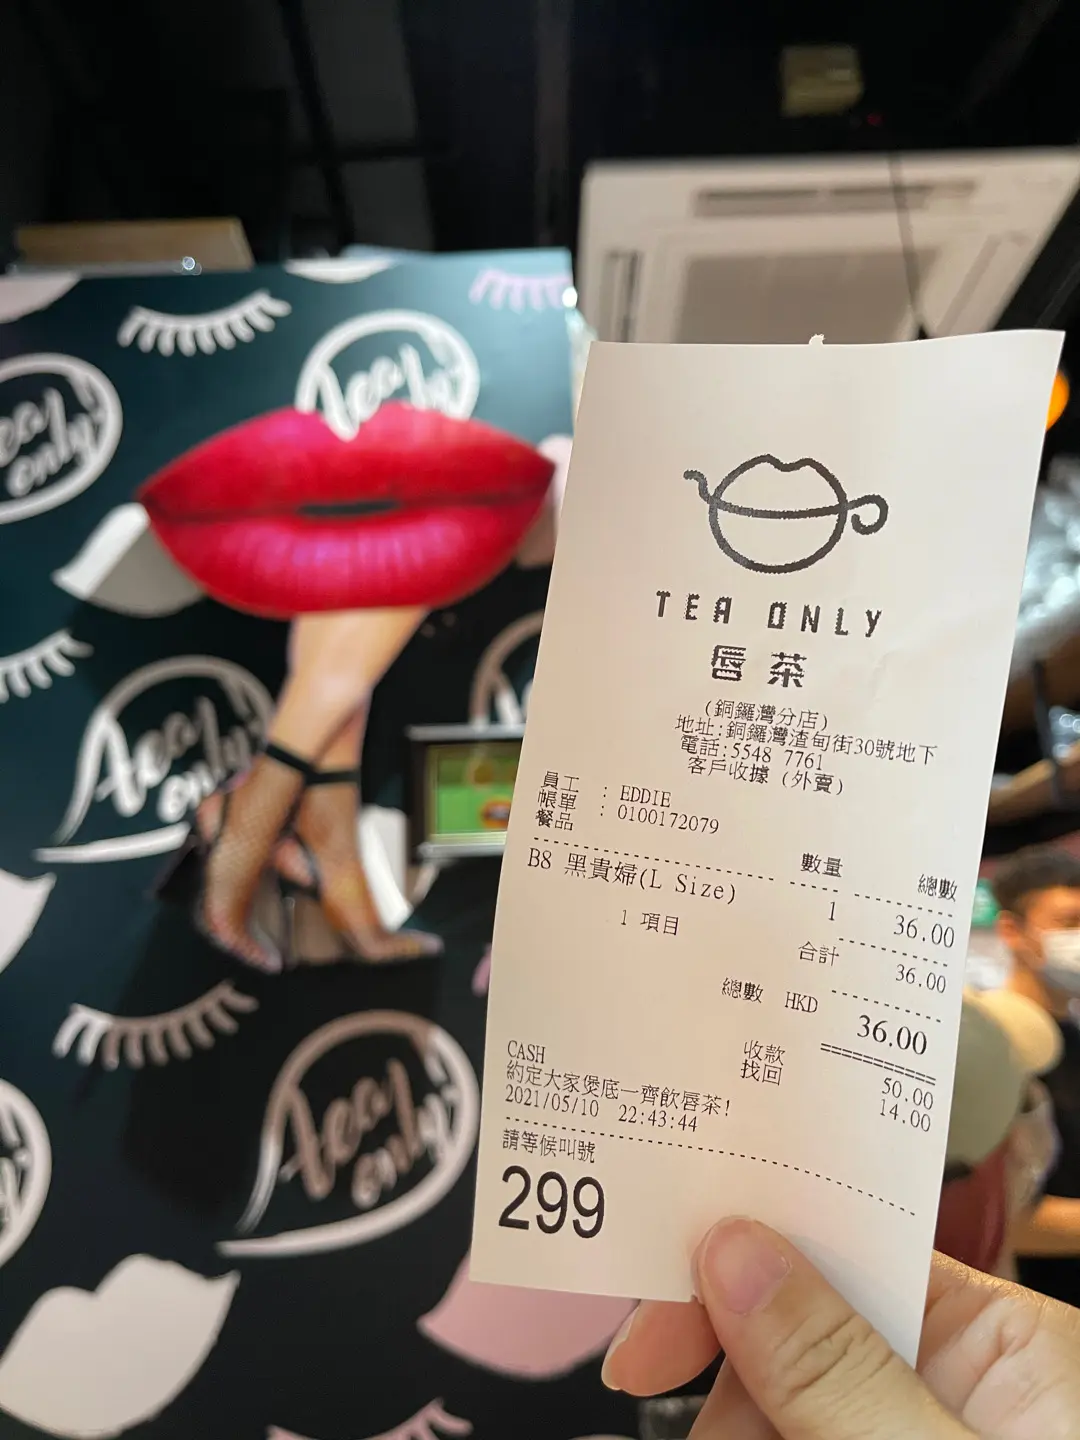 Tea
only
Tea
only
Tea
only
Tea
only
TEA ONLY
唇茶
(銅鑼灣分店)
地址:銅鑼灣渣甸街30號地下
電話:5548 7761
客戶收據 (外賣)
員工 : EDDIE
帳單 : 0100172079
餐品 數量 總數
B8 黑貴婦(L Size) 1 36.00
1 項目 合計 36.00
總數 HKD 36.00
CASH 收款 50.00
找回 14.00
約定大家煲底一齊飲唇茶!
2021/05/10 22:43:44
請等候叫號
299